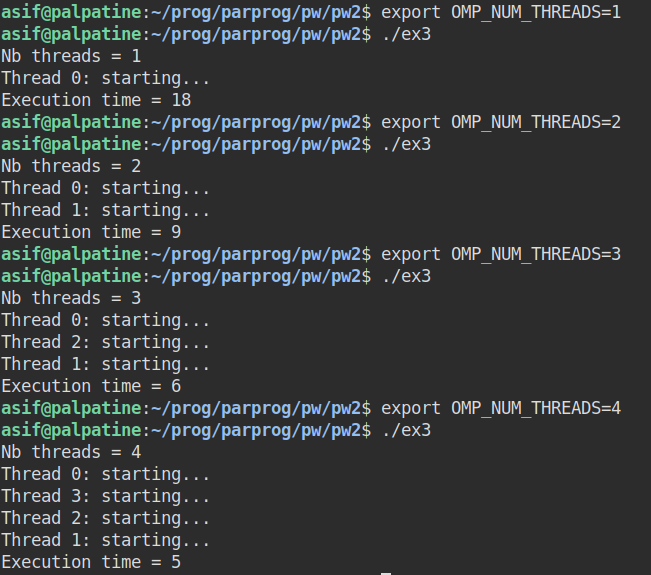 asif@palpatine:~/prog/parprog/pw/pw2$ export OMP_NUM_THREADS=1
asif@palpatine:~/prog/parprog/pw/pw2$ ./ex3
Nb threads = 1
Thread 0: starting...
Execution time = 18
asif@palpatine:~/prog/parprog/pw/pw2$ export OMP_NUM_THREADS=2
asif@palpatine:~/prog/parprog/pw/pw2$ ./ex3
Nb threads = 2
Thread 0: starting...
Thread 1: starting...
Execution time = 9
asif@palpatine:~/prog/parprog/pw/pw2$ export OMP_NUM_THREADS=3
asif@palpatine:~/prog/parprog/pw/pw2$ ./ex3
Nb threads = 3
Thread 0: starting...
Thread 2: starting...
Thread 1: starting...
Execution time = 6
asif@palpatine:~/prog/parprog/pw/pw2$ export OMP_NUM_THREADS=4
asif@palpatine:~/prog/parprog/pw/pw2$ ./ex3
Nb threads = 4
Thread 0: starting...
Thread 3: starting...
Thread 2: starting...
Thread 1: starting...
Execution time = 5